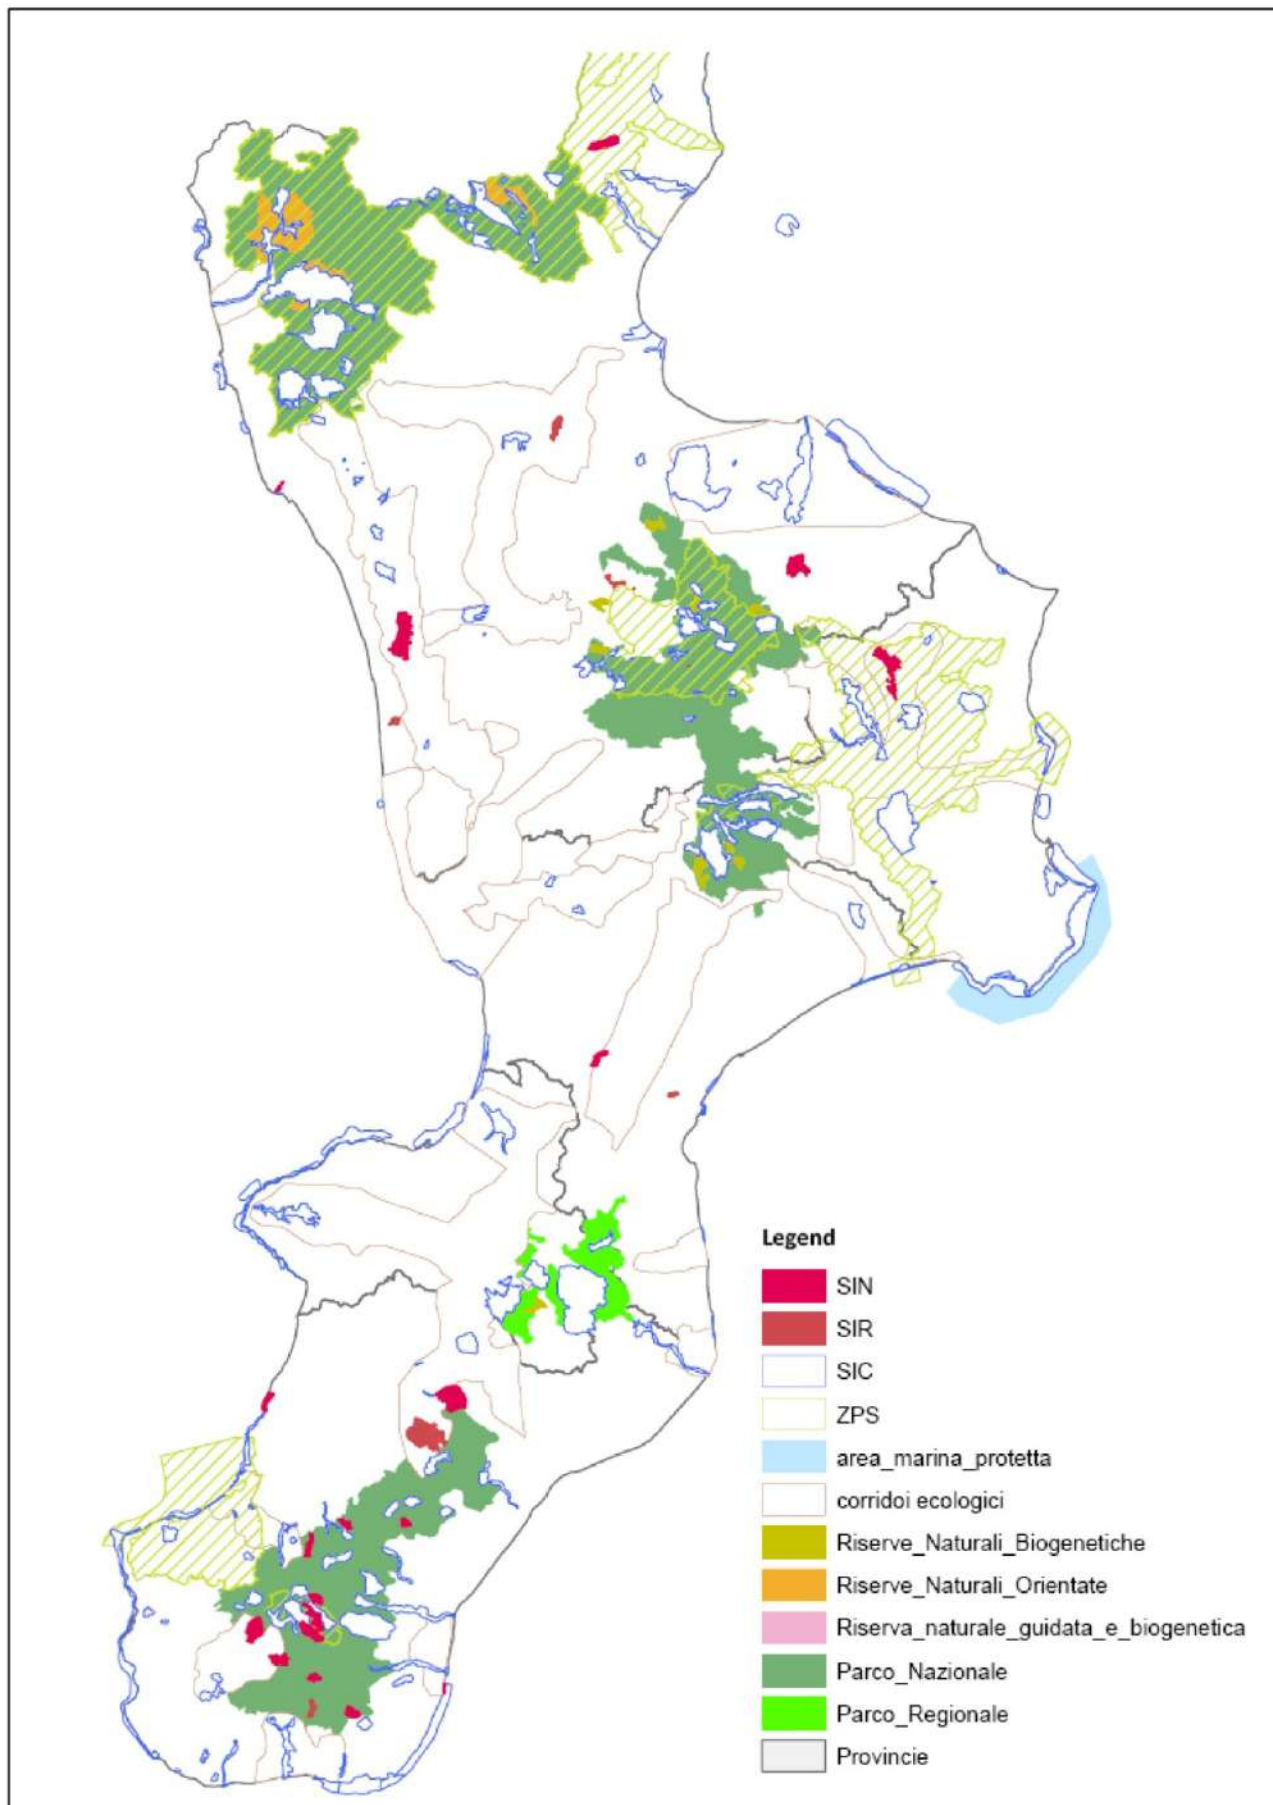 Legend
SIN
SIR
SIC
ZPS
area_marina_protetta
corridoi ecologici
Riserve_Naturali_Biogenetiche
Riserve_Naturali_Orientate
Riserva_naturale_guidata_e_biogenetica
Parco_Nazionale
Parco_Regionale
Provincie